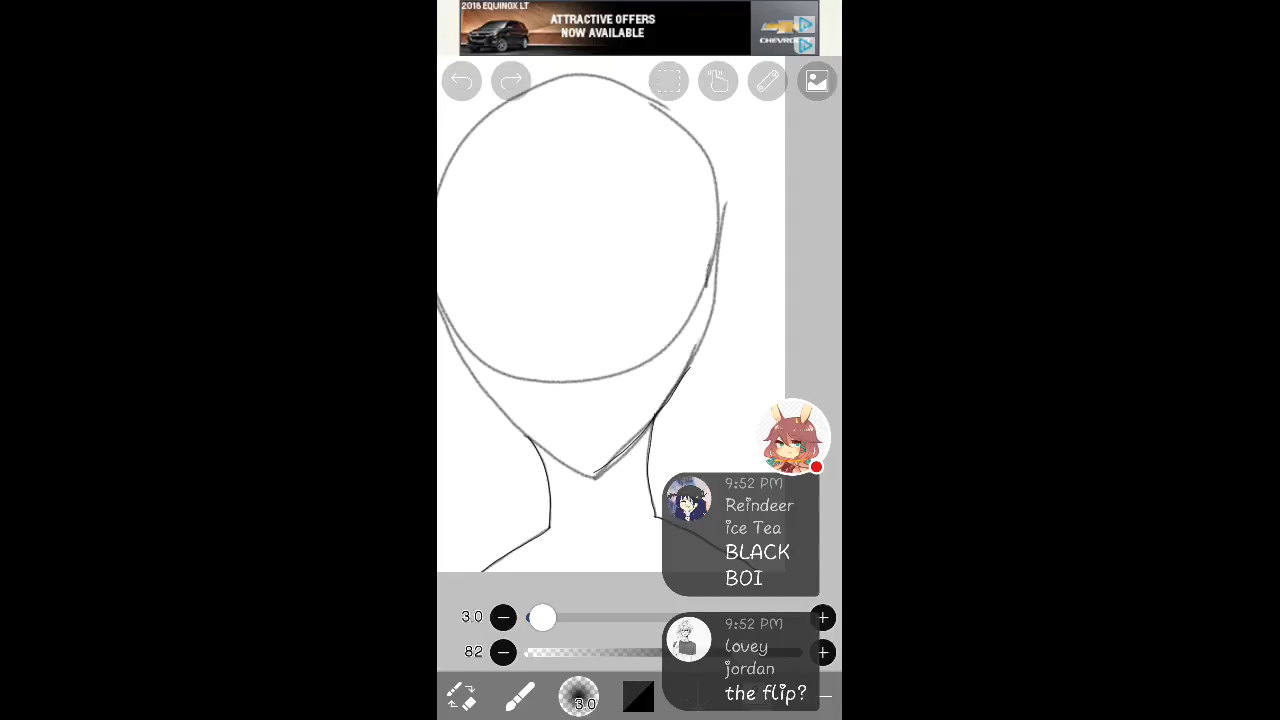 2018 EQUINOX LT
ATTRACTIVE OFFERS
NOW AVAILABLE
9:52 PM
Reindeer
ice Tea
BLACK
BOI
3.0
82
9:52 PM
lovey
jordan
the flip?
3.0